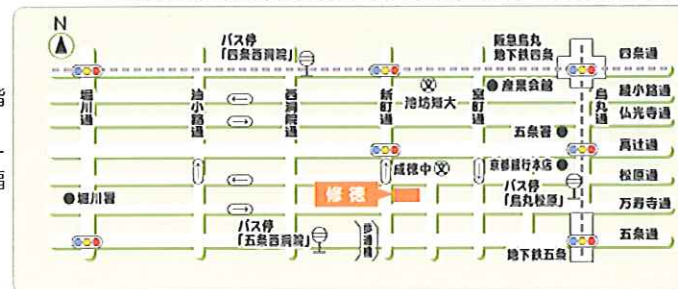 N
バス停
「四条西洞院」
阪急烏丸
地下鉄四条
四条通
堀川通
油小路通
西洞院通
新町通
池坊短大
室町通
産業会館
烏丸通
綾小路通
仏光寺通
五条署
高辻通
成徳中
京都銀行本店
松原通
修徳
バス停
「烏丸松原」
堀川署
万寿寺通
バス停
「五条西洞院」
歩道橋
地下鉄五条
五条通